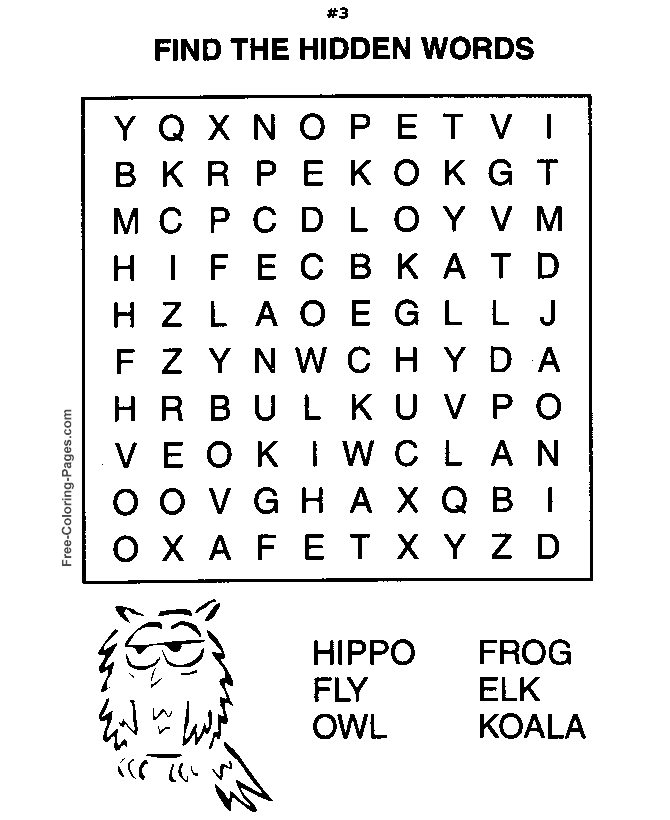 #3
FIND THE HIDDEN WORDS
Y Q X N O P E T V I
B K R P E K O K G T
M C P C D L O Y V M
H I F E C B K A T D
H Z L A O E G L L J
F Z Y N W C H Y D A
H R B U L K U V P O
V E O K I W C L A N
O O V G H A X Q B I
O X A F E T X Y Z D
Free-Coloring-Pages.com
HIPPO FROG
FLY ELK
OWL KOALA